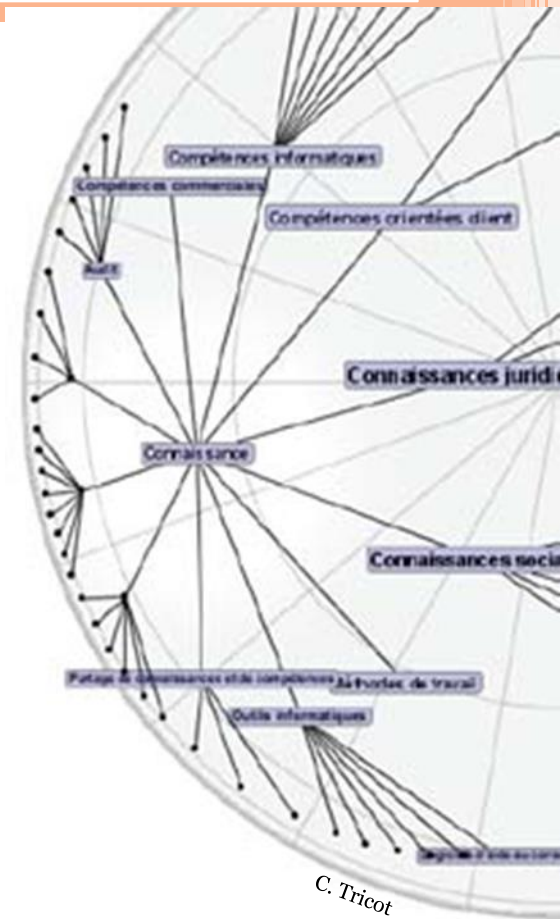 Compétences informatiques
Compétences commerciales
Compétences orientées client
Audit
Connaissances juridi
Connaissance
Connaissances socia
Partage de connaissances et de compétences
Méthodes de travail
Outils informatiques
C. Tricot